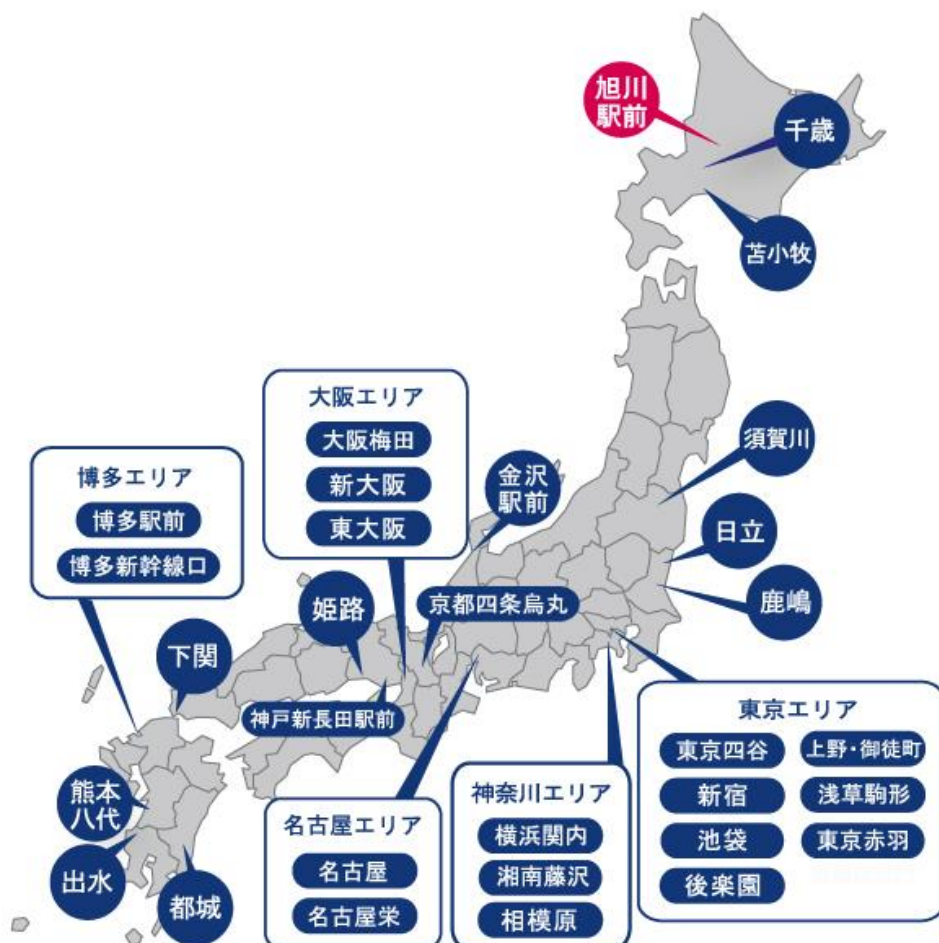 旭川
駅前
千歳
苫小牧
大阪エリア
大阪梅田
新大阪
東大阪
須賀川
金沢
駅前
博多エリア
博多駅前
博多新幹線口
日立
鹿嶋
姫路
京都四条烏丸
下関
神戸新長田駅前
熊本
八代
出水
都城
名古屋エリア
名古屋
名古屋栄
神奈川エリア
横浜関内
湘南藤沢
相模原
東京エリア
東京四谷
上野・御徒町
新宿
浅草駒形
池袋
東京赤羽
後楽園